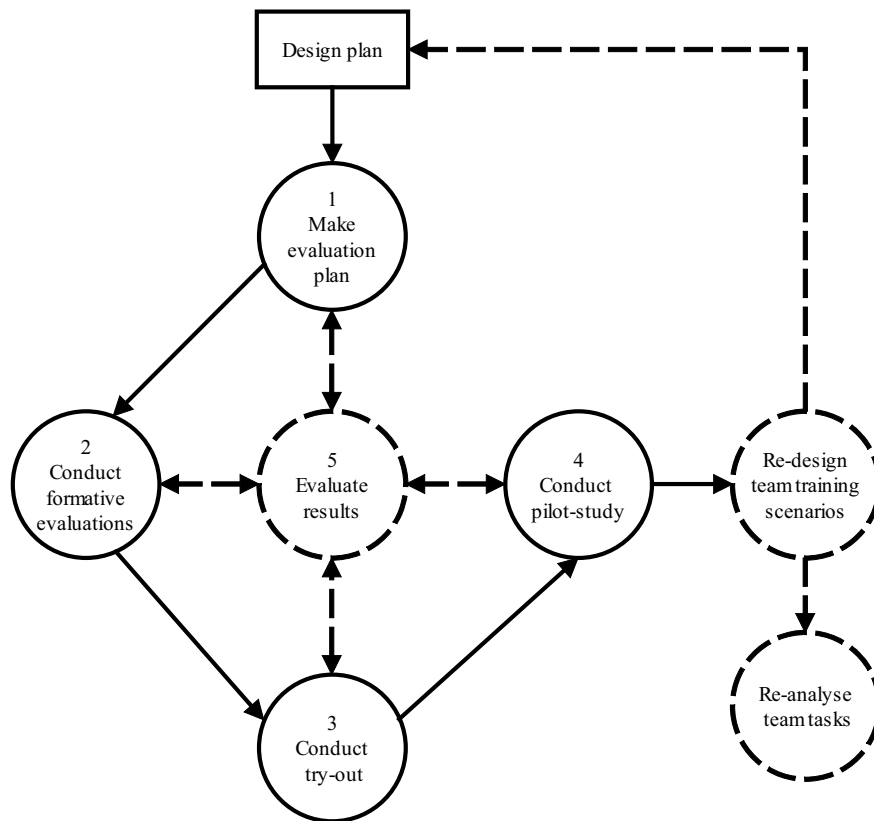 Design plan
1
Make
evaluation
plan
2
Conduct
formative
evaluations
5
Evaluate
results
4
Conduct
pilot-study
Re-design
team training
scenarios
3
Conduct
try-out
Re-analyse
team tasks